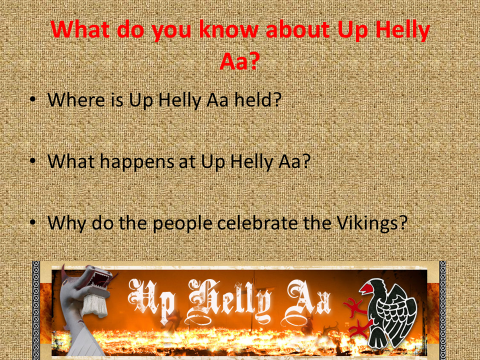 What do you know about Up Helly
Aa?
• Where is Up Helly Aa held?
• What happens at Up Helly Aa?
• Why do the people celebrate the Vikings?
Up Helly Aa